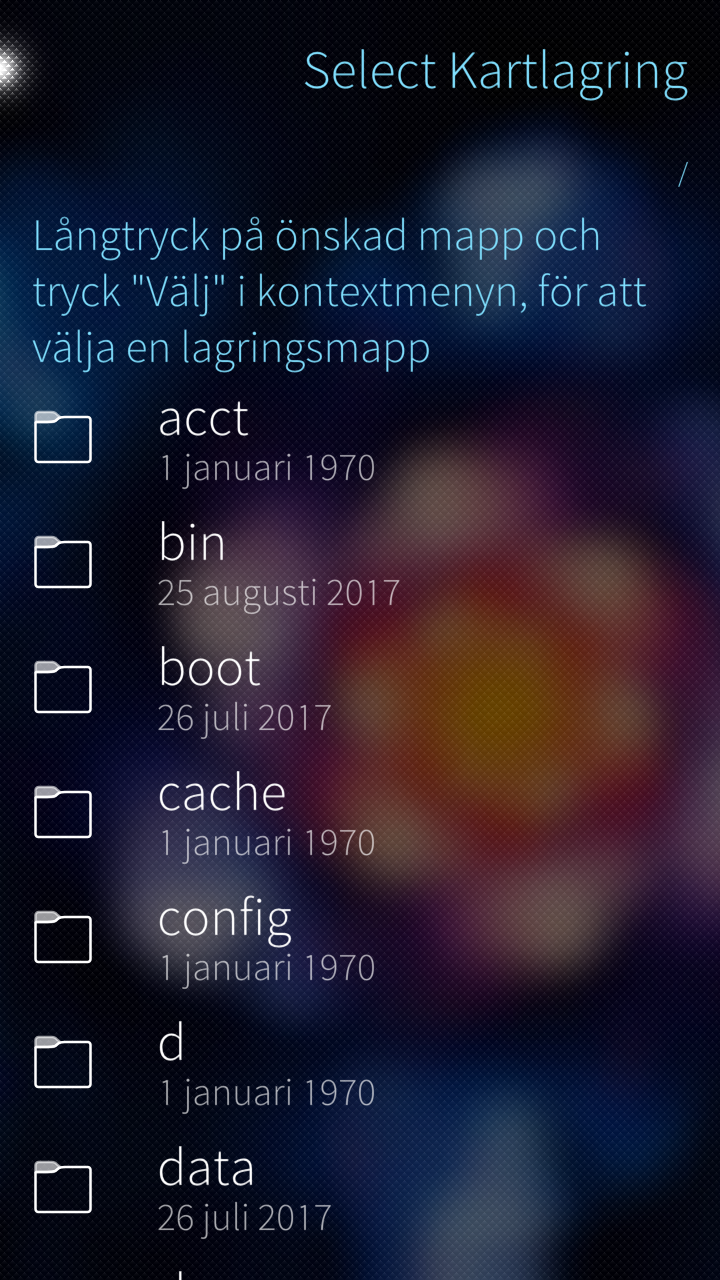 Select Kartlagring
/
Långtryck på önskad mapp och
tryck "Välj" i kontextmenyn, för att
välja en lagringsmapp
acct
1 januari 1970
bin
25 augusti 2017
boot
26 juli 2017
cache
1 januari 1970
config
1 januari 1970
d
1 januari 1970
data
26 juli 2017